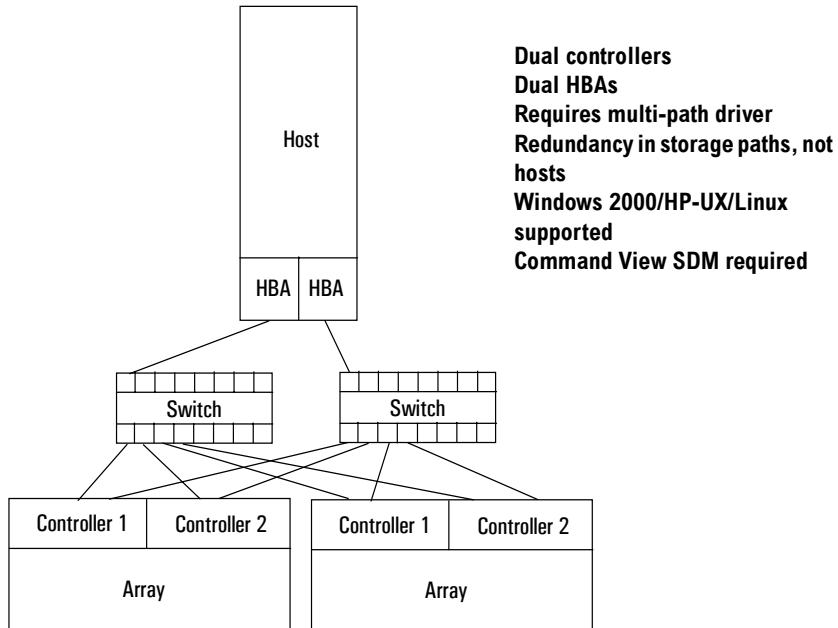 Dual controllers
Dual HBAs
Requires multi-path driver
Redundancy in storage paths, not
hosts
Windows 2000/HP-UX/Linux
supported
Command View SDM required
Host
HBA HBA
Switch Switch
Controller 1 Controller 2 Controller 1 Controller 2
Array Array